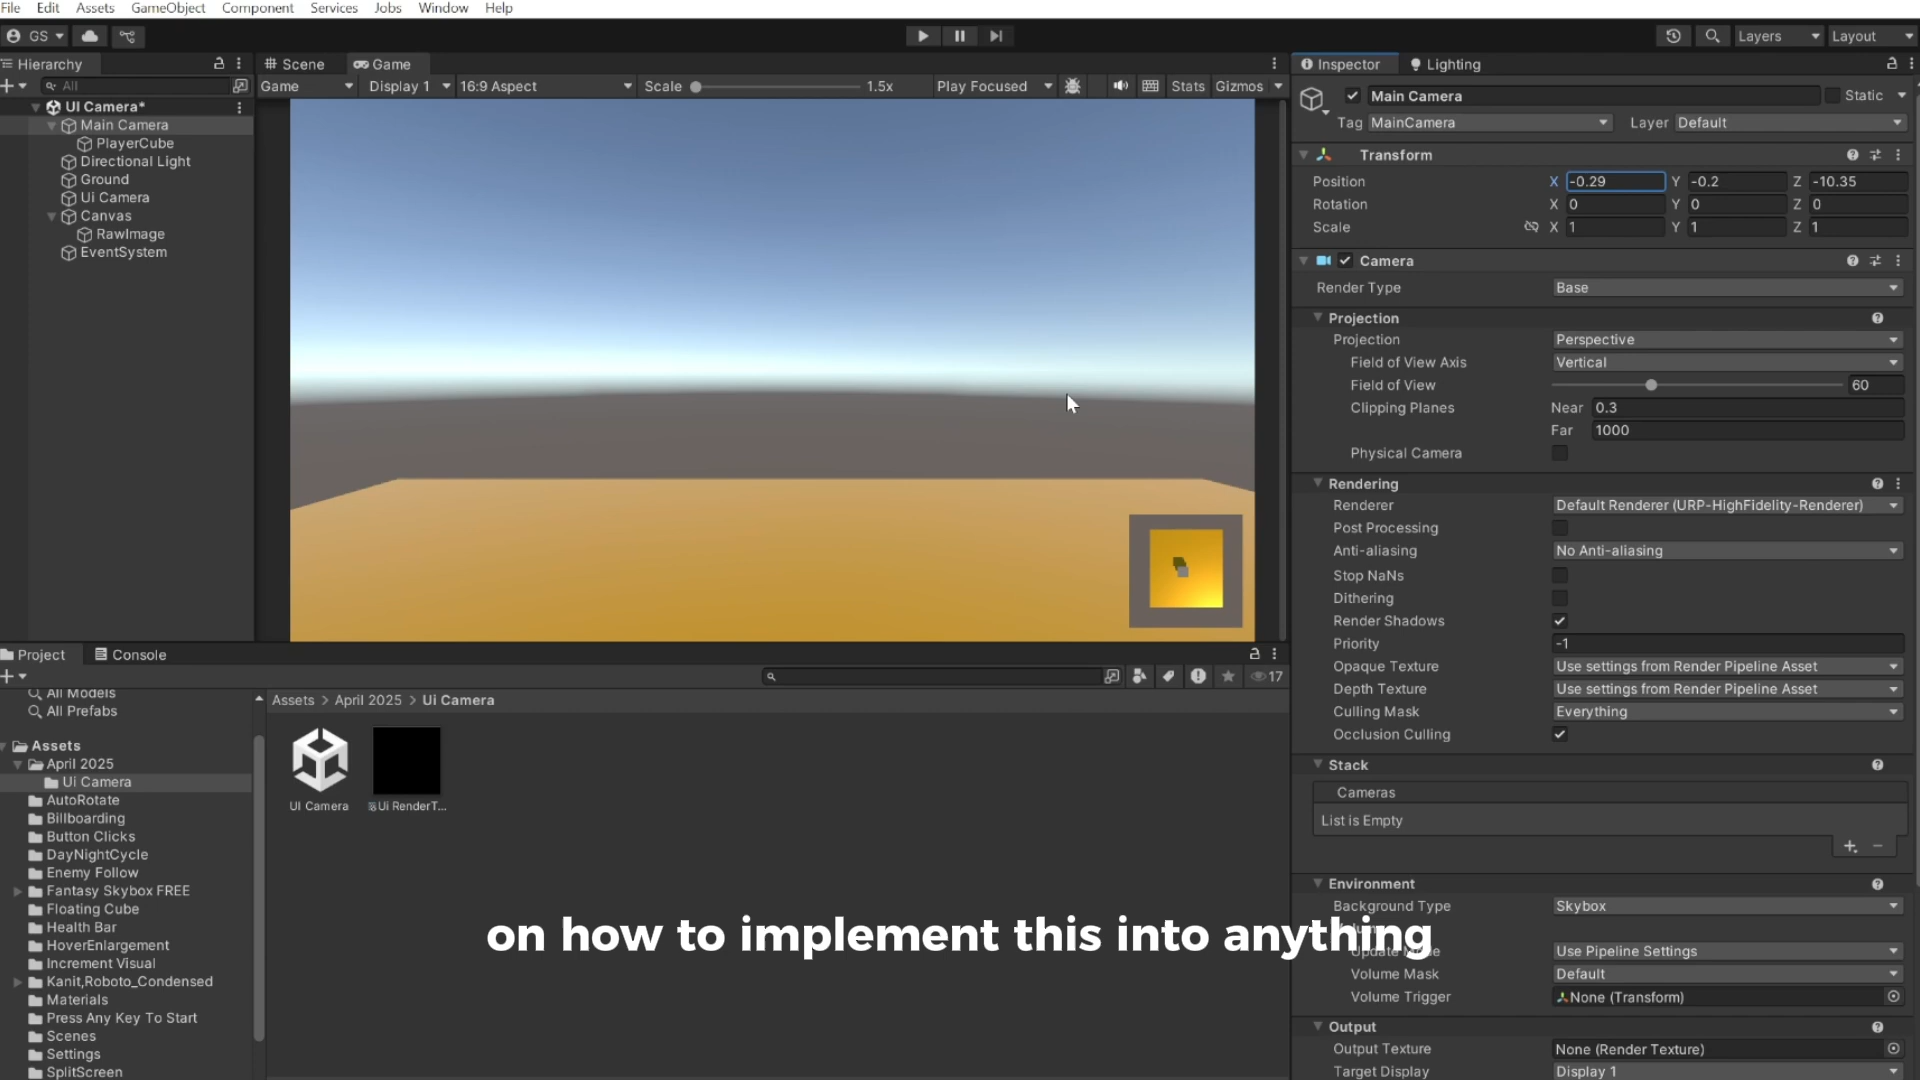 File Edit Assets GameObject Component Services Jobs Window Help
GS Layers Layout
Hierarchy Scene Game Inspector Lighting
All Game Display 1 16:9 Aspect Scale 1.5x Play Focused Stats Gizmos
UI Camera*
Main Camera
PlayerCube
Directional Light
Ground
Ui Camera
Canvas
RawImage
EventSystem
Main Camera Static
Tag MainCamera Layer Default
Transform
Position X -0.29 Y -0.2 Z -10.35
Rotation X 0 Y 0 Z 0
Scale X 1 Y 1 Z 1
Camera
Render Type Base
Projection
Projection Perspective
Field of View Axis Vertical
Field of View 60
Clipping Planes Near 0.3
Far 1000
Physical Camera
Rendering
Renderer Default Renderer (URP-HighFidelity-Renderer)
Post Processing
Anti-aliasing No Anti-aliasing
Stop NaNs
Dithering
Render Shadows
Priority -1
Opaque Texture Use settings from Render Pipeline Asset
Depth Texture Use settings from Render Pipeline Asset
Culling Mask Everything
Occlusion Culling
Stack
Cameras
List is Empty
Environment
Background Type Skybox
Update Mode Use Pipeline Settings
Volume Mask Default
Volume Trigger None (Transform)
Output
Output Texture None (Render Texture)
Target Display Display 1
Project Console
17
All Models
All Prefabs
Assets
April 2025
Ui Camera
AutoRotate
Billboarding
Button Clicks
DayNightCycle
Enemy Follow
Fantasy Skybox FREE
Floating Cube
Health Bar
HoverEnlargement
Increment Visual
Kanit,Roboto_Condensed
Materials
Press Any Key To Start
Scenes
Settings
SplitScreen
Assets > April 2025 > Ui Camera
UI Camera Ui RenderT...
on how to implement this into anything